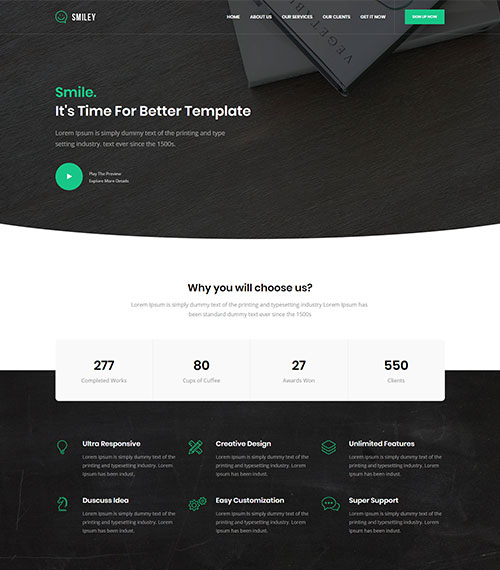 SMILEY
HOME ABOUT US OUR SERVICES OUR CLIENTS GET IT NOW SIGN UP NOW
VEGETABL
Smile.
It's Time For Better Template
Lorem Ipsum is simply dummy text of the printing and type
setting industry. text ever since the 1500s.
Play The Preview
Explore More Details
Why you will choose us?
Lorem Ipsum is simply dummy text of the printing and typesetting industry Lorem Ipsum has
been standard dummy text ever since the 1500s
277
Completed Works
80
Cups of Cuffee
27
Awards Won
550
Clients
Ultra Responsive
Lorem Ipsum is simply dummy text of the
printing and typesetting industry. Lorem
Ipsum has been indust.
Creative Design
Lorem Ipsum is simply dummy text of the
printing and typesetting industry. Lorem
Ipsum has been indust.
Unlimited Features
Lorem Ipsum is simply dummy text of the
printing and typesetting industry. Lorem
Ipsum has been indust.
Duscuss Idea
Lorem Ipsum is simply dummy text of the
printing and typesetting industry. Lorem
Ipsum has been indust.
Easy Customization
Lorem Ipsum is simply dummy text of the
printing and typesetting industry. Lorem
Ipsum has been indust.
Super Support
Lorem Ipsum is simply dummy text of the
printing and typesetting industry. Lorem
Ipsum has been indust.